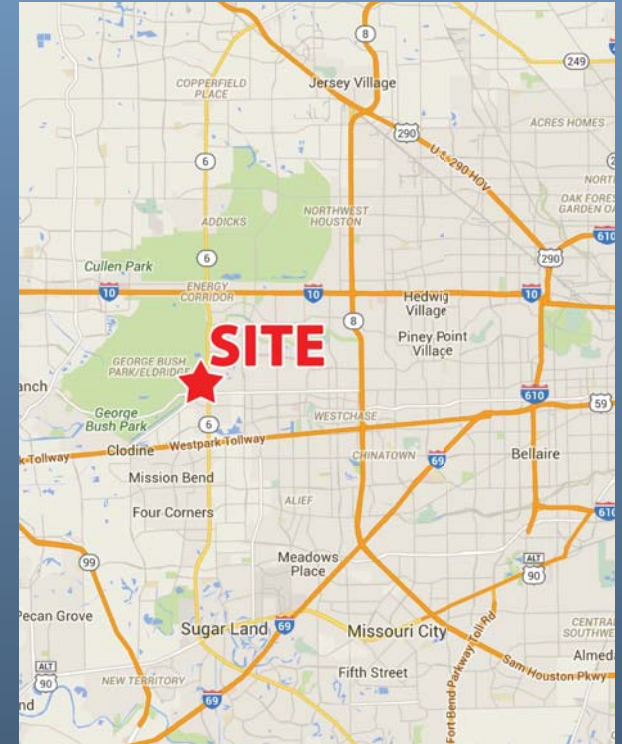 8
249
COPPERFIELD
PLACE
Jersey Village
290
ACRES HOMES
U.S. 290 HOV
6
ADDICKS
NORTHWEST
HOUSTON
OAK FORES
GARDEN OA
610
Cullen Park
6
290
ENERGY
CORRIDOR
10
10
10
Hedwig
Village
8
Piney Point
Village
SITE
GEORGE BUSH
PARK/ELDRIDGE
anch
610
59
George
Bush Park
6
WESTCHASE
Clodine
Westpark Tollway
k Tollway
CHINATOWN
69
Bellaire
Mission Bend
Four Corners
ALIEF
610
99
Meadows
Place
ALT
90
Pecan Grove
Sugar Land
69
Missouri City
CENTRA
SOUTHWE
Almeda
ALT
90
nd
NEW TERRITORY
69
Fifth Street
Fort Bend Parkway Toll Rd
Sam Houston Pkwy